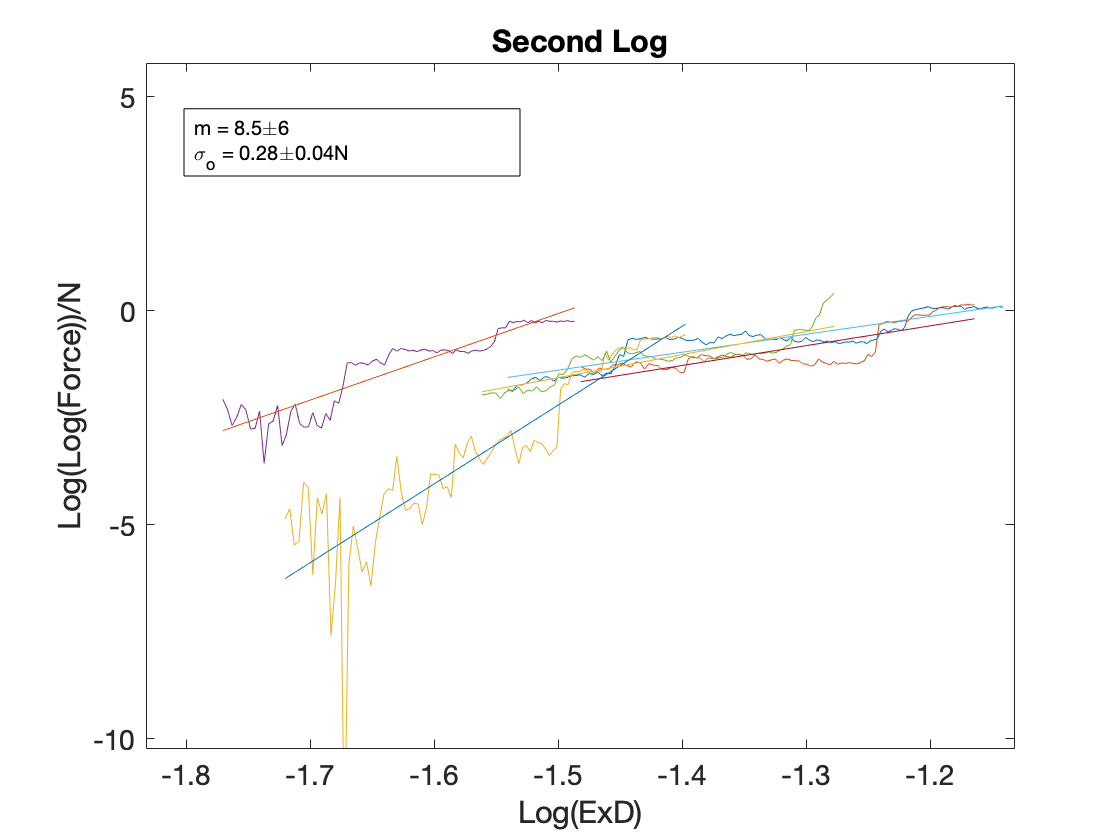 Second Log
m = 8.5±6
σo = 0.28±0.04N
Log(Log(Force))/N
5
0
-5
-10
-1.8 -1.7 -1.6 -1.5 -1.4 -1.3 -1.2
Log(ExD)